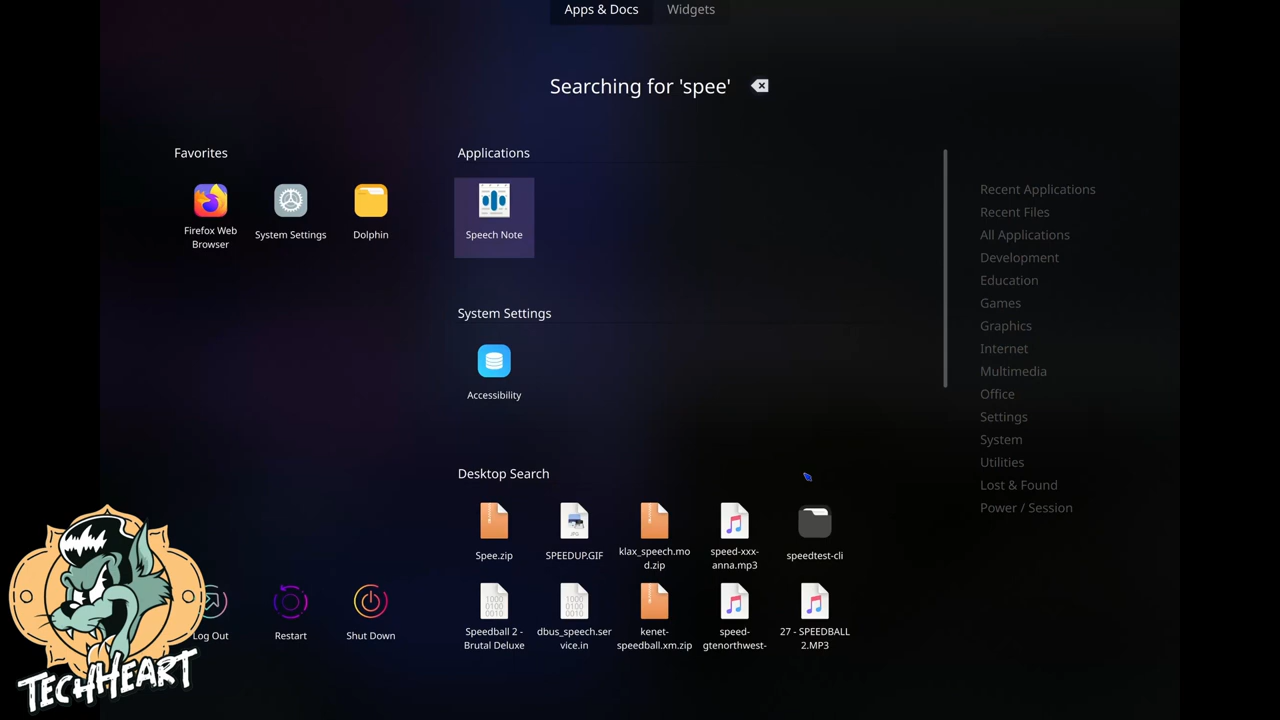 Apps & Docs
Widgets
Searching for 'spee'
Favorites
Firefox Web
Browser
System Settings
Dolphin
Applications
Speech Note
System Settings
Accessibility
Desktop Search
Spee.zip
SPEEDUP.GIF
klax_speech.mo
d.zip
speed-xxx-
anna.mp3
speedtest-cli
Speedball 2 -
Brutal Deluxe
dbus_speech.ser
vice.in
kenet-
speedball.xm.zip
speed-
gtenorthwest-
27 - SPEEDBALL
2.MP3
Log Out
Restart
Shut Down
Recent Applications
Recent Files
All Applications
Development
Education
Games
Graphics
Internet
Multimedia
Office
Settings
System
Utilities
Lost & Found
Power / Session
TECHHEART